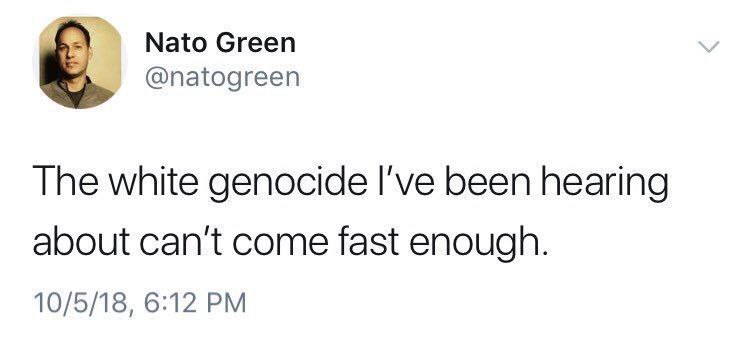 Nato Green
@natogreen
The white genocide I’ve been hearing
about can’t come fast enough.
10/5/18, 6:12 PM